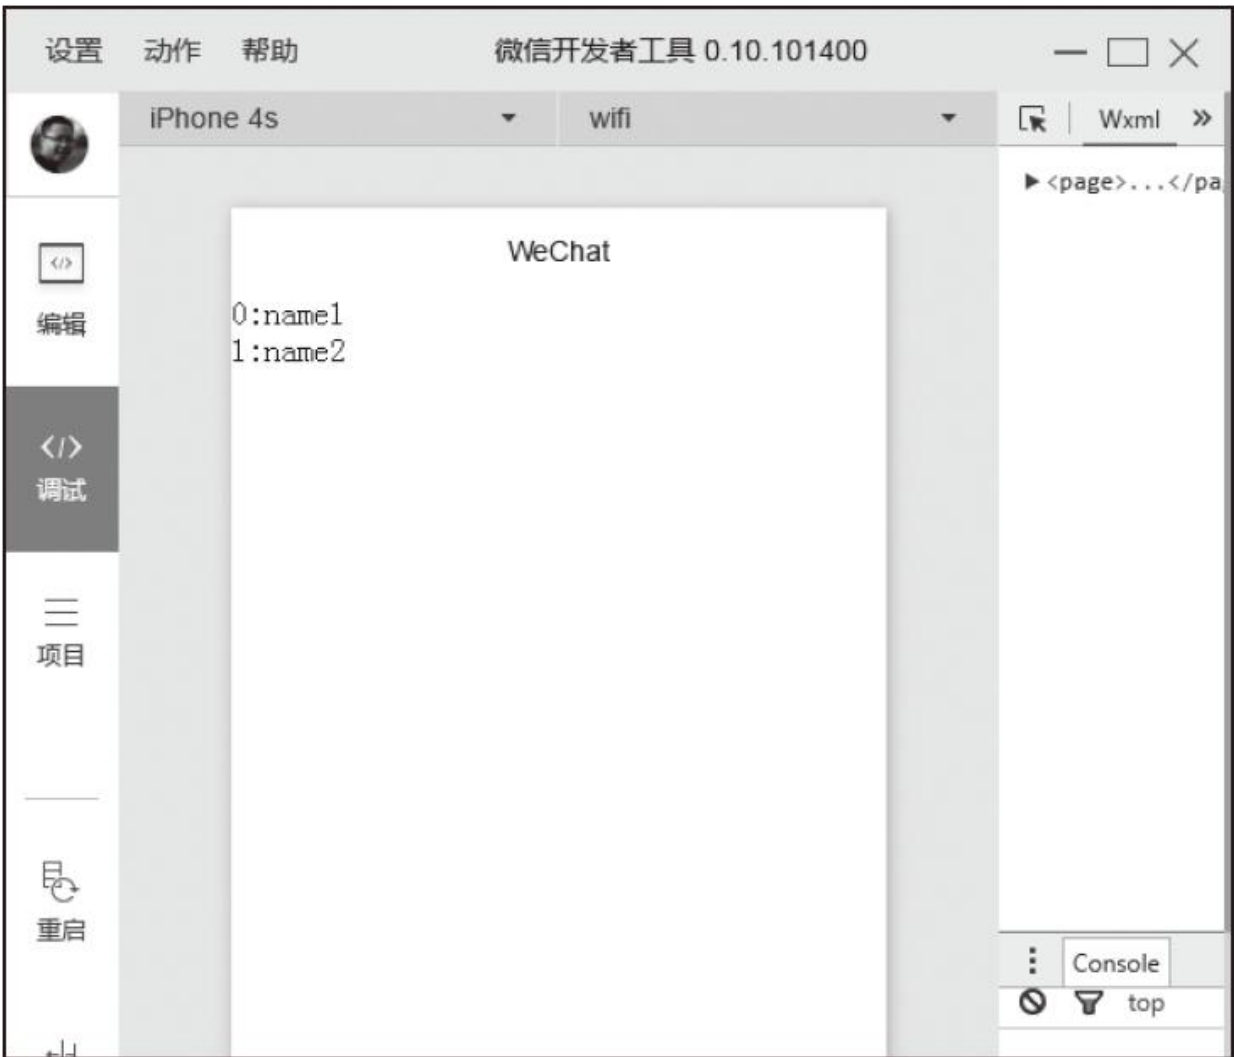 设置 动作 帮助 微信开发者工具 0.10.101400
iPhone 4s wifi Wxml »
<page>...</pa
WeChat
0:name1
1:name2
</>
编辑
</>
调试
项目
重启
Console
top